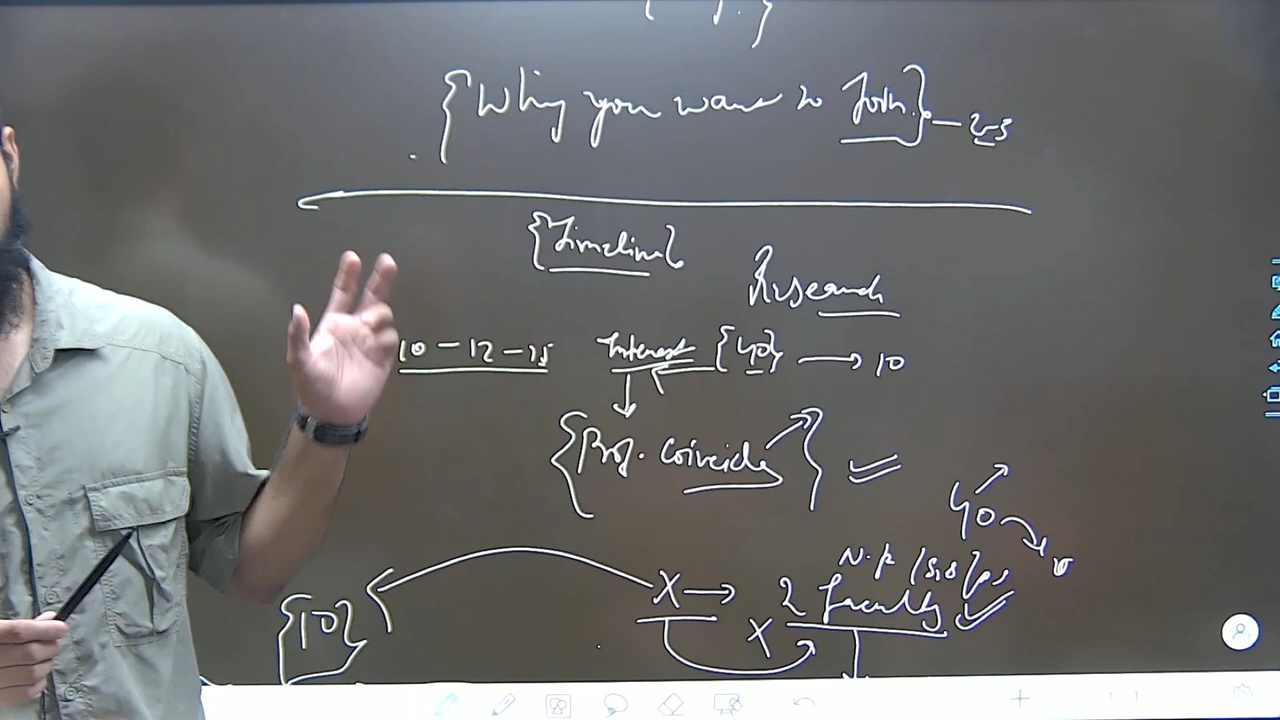 {Why you want to Join.} — 2-3
{Timeline}
Research
10 - 12 - 15 Interest {40} → 10
{Prof. Coincide}
40
10
X → 2 faculty
X
{10}